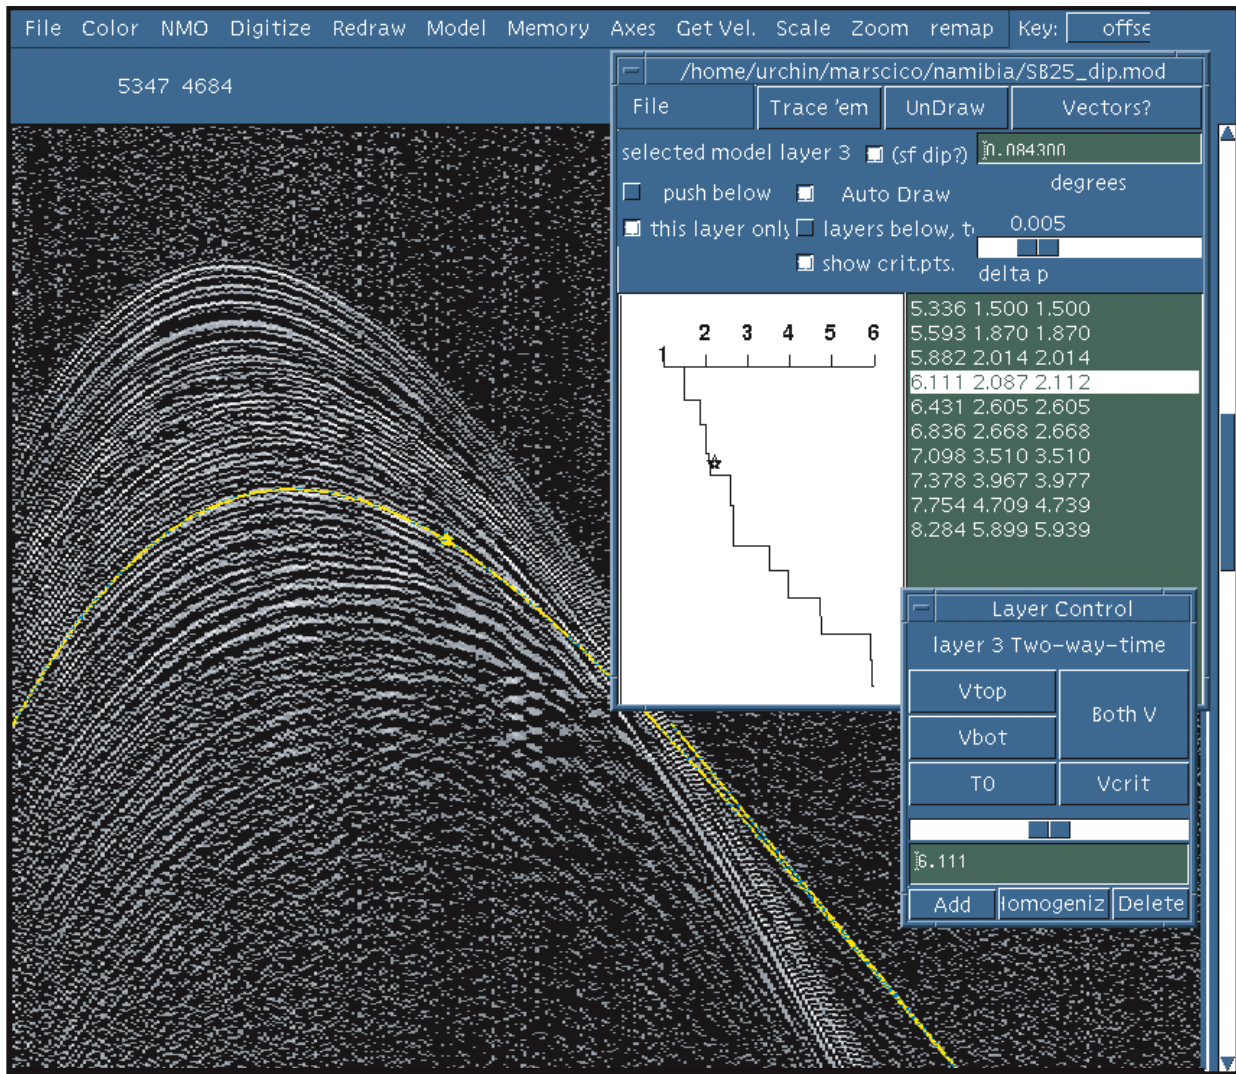 File Color NMO Digitize Redraw Model Memory Axes Get Vel. Scale Zoom remap Key: offse
5347 4684
/home/urchin/marscico/namibia/SB25_dip.mod
File Trace 'em UnDraw Vectors?
selected model layer 3 (sf dip?) 0.084300
degrees
push below Auto Draw
this layer only layers below, t 0.005
show crit.pts. delta p
1 2 3 4 5 6
5.336 1.500 1.500
5.593 1.870 1.870
5.882 2.014 2.014
6.111 2.087 2.112
6.431 2.605 2.605
6.836 2.668 2.668
7.098 3.510 3.510
7.378 3.967 3.977
7.754 4.709 4.739
8.284 5.899 5.939
Layer Control
layer 3 Two-way-time
Vtop
Both V
Vbot
T0 Vcrit
6.111
Add Homogeniz Delete